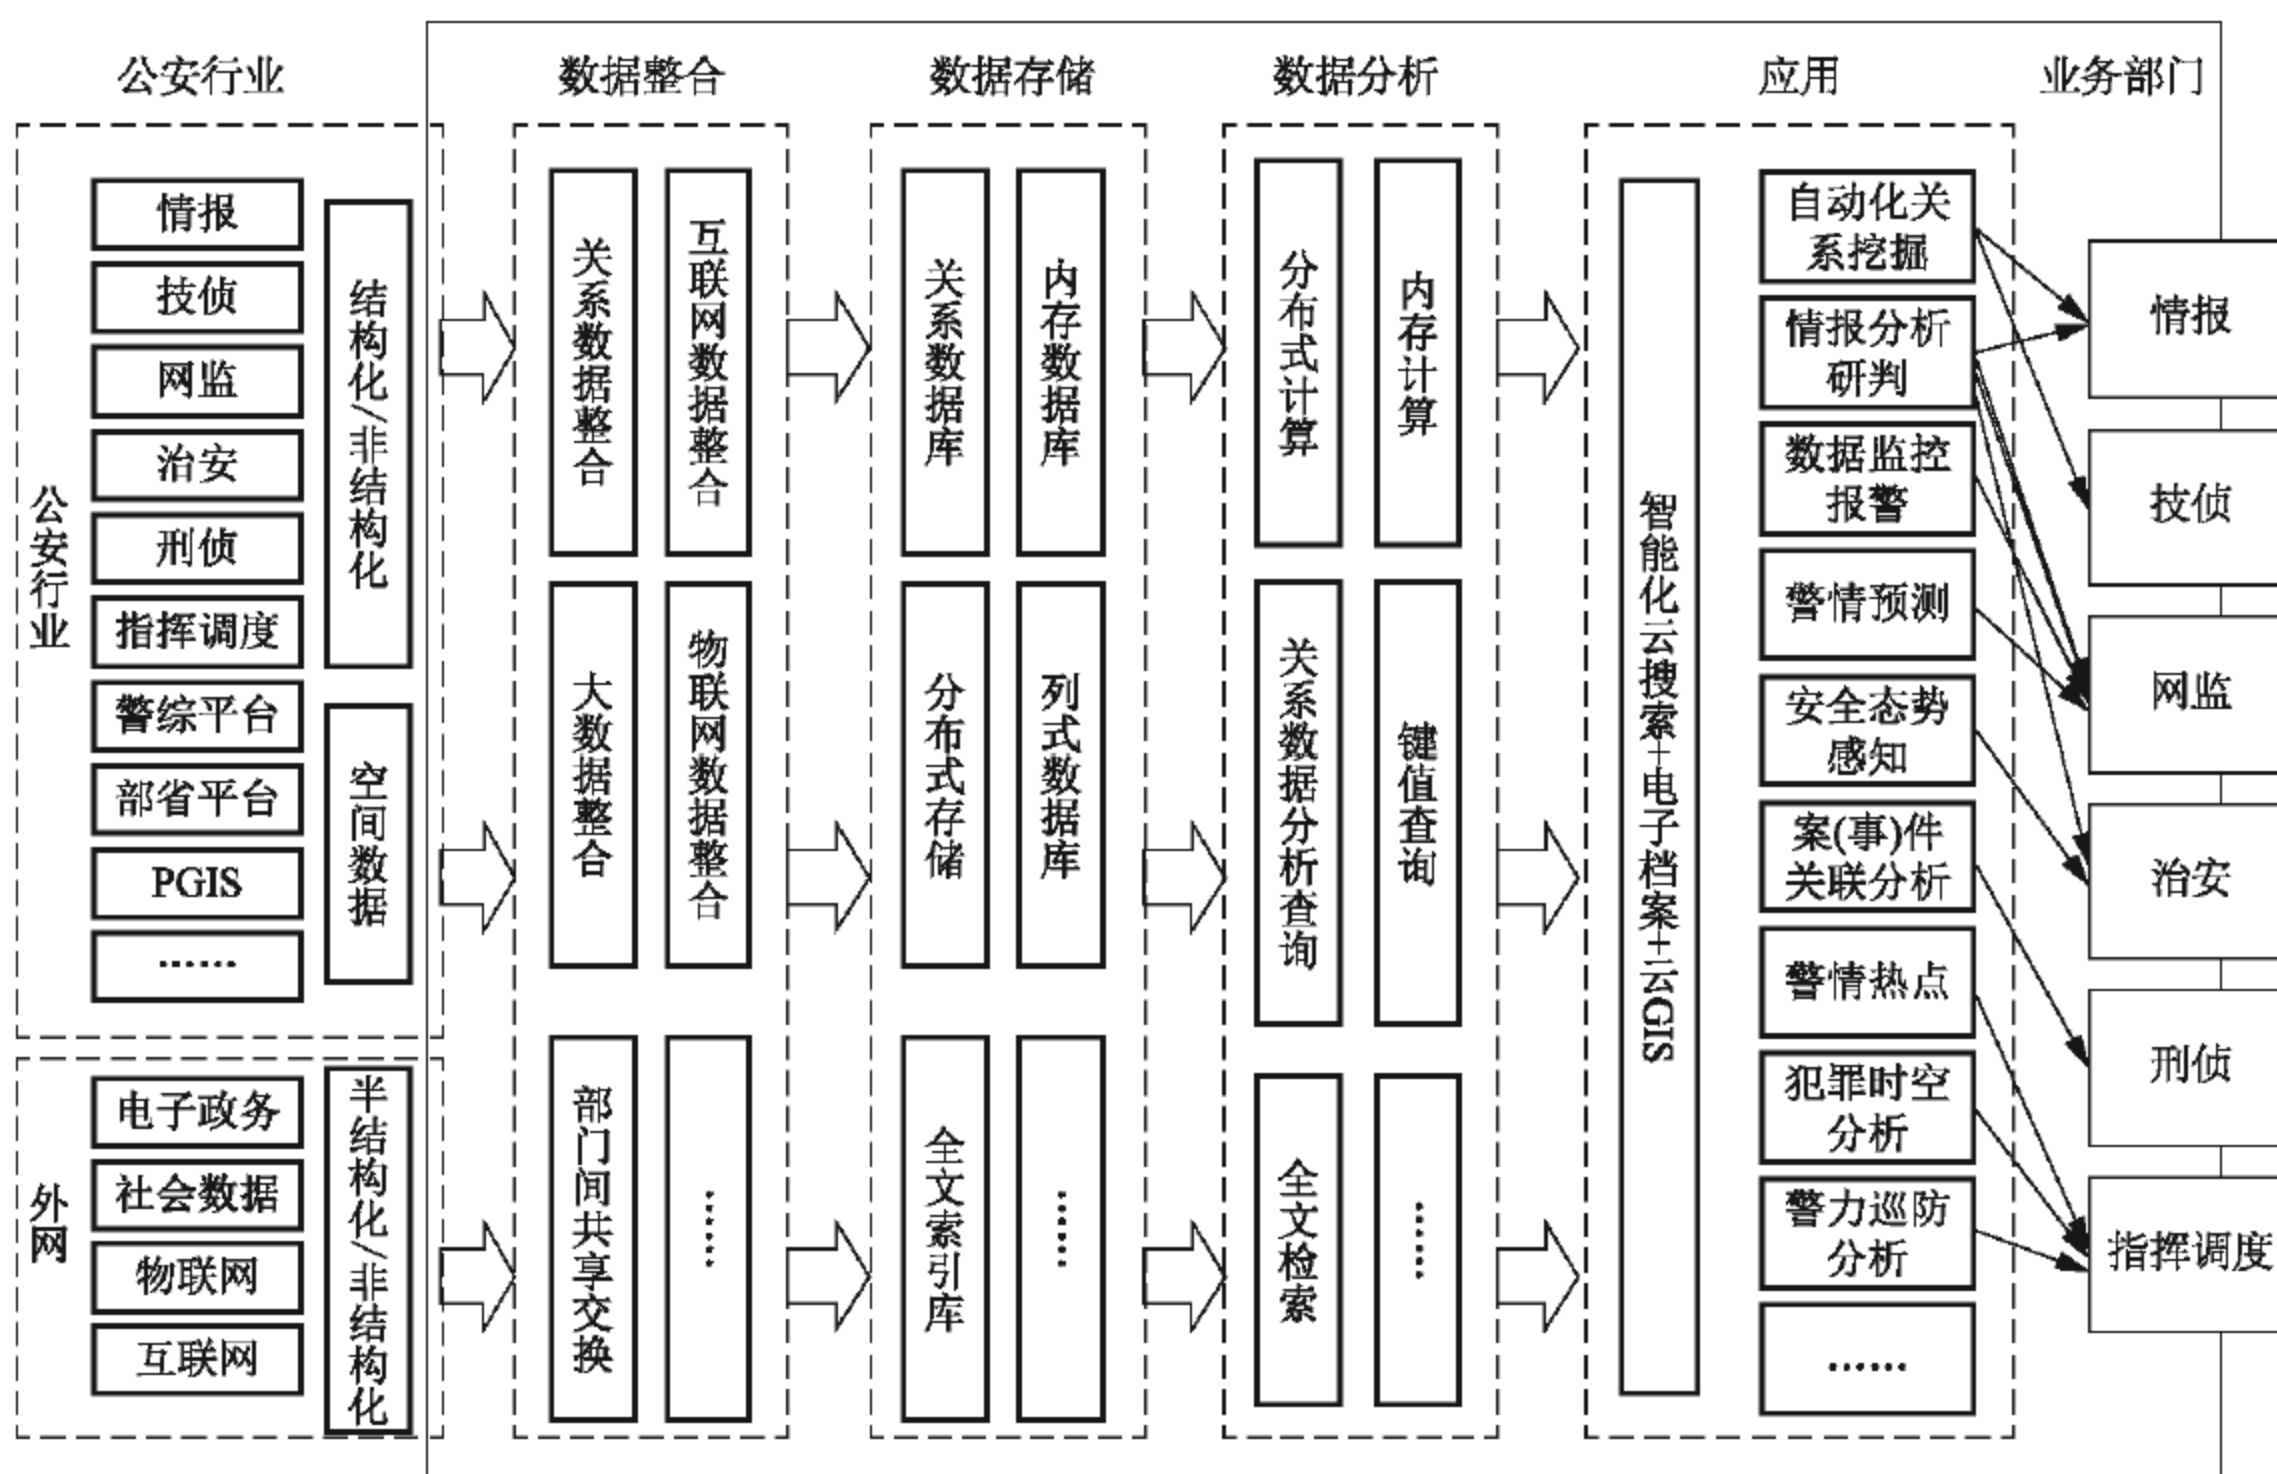 公安行业
数据整合
数据存储
数据分析
应用
业务部门
公安行业
情报
技侦
网监
治安
刑侦
指挥调度
警综平台
部省平台
PGIS
……
结构化/非结构化
空间数据
外网
电子政务
社会数据
物联网
互联网
半结构化/非结构化
关系数据整合
互联网数据整合
大数据整合
物联网数据整合
部门间共享交换
……
关系数据库
内存数据库
分布式存储
列式数据库
全文索引库
……
分布式计算
内存计算
关系数据分析查询
键值查询
全文检索
……
智能化云搜索+电子档案+云GIS
自动化关
系挖掘
情报分析
研判
数据监控
报警
警情预测
安全态势
感知
案(事)件
关联分析
警情热点
犯罪时空
分析
警力巡防
分析
……
情报
技侦
网监
治安
刑侦
指挥调度